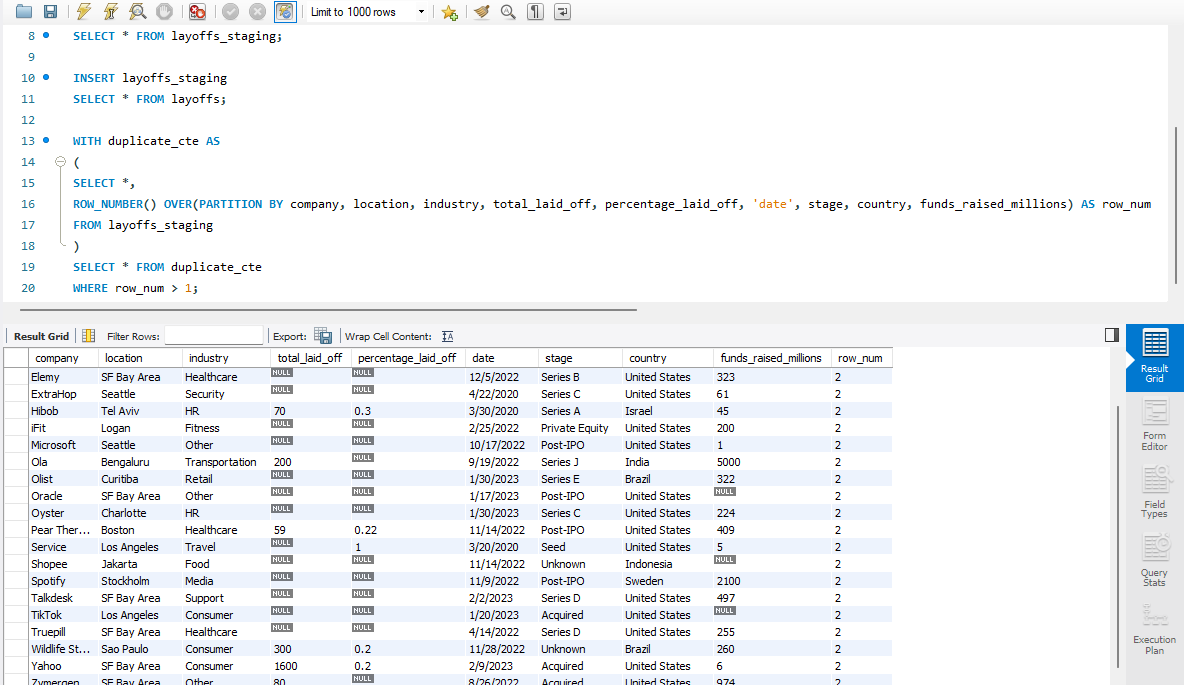 Limit to 1000 rows
8 SELECT * FROM layoffs_staging;
9
10 INSERT layoffs_staging
11 SELECT * FROM layoffs;
12
13 WITH duplicate_cte AS
14 (
15 SELECT *,
16 ROW_NUMBER() OVER(PARTITION BY company, location, industry, total_laid_off, percentage_laid_off, 'date', stage, country, funds_raised_millions) AS row_num
17 FROM layoffs_staging
18 )
19 SELECT * FROM duplicate_cte
20 WHERE row_num > 1;
Result Grid Filter Rows: Export: Wrap Cell Content: IA
company location industry total_laid_off percentage_laid_off date stage country funds_raised_millions row_num
Elemy SF Bay Area Healthcare NULL NULL 12/5/2022 Series B United States 323 2
ExtraHop Seattle Security NULL NULL 4/22/2020 Series C United States 61 2
Hibob Tel Aviv HR 70 0.3 3/30/2020 Series A Israel 45 2
iFit Logan Fitness NULL NULL 2/25/2022 Private Equity United States 200 2
Microsoft Seattle Other NULL NULL 10/17/2022 Post-IPO United States 1 2
Ola Bengaluru Transportation 200 NULL 9/19/2022 Series J India 5000 2
Olist Curitiba Retail NULL NULL 1/30/2023 Series E Brazil 322 2
Oracle SF Bay Area Other NULL NULL 1/17/2023 Post-IPO United States NULL 2
Oyster Charlotte HR NULL NULL 1/30/2023 Series C United States 224 2
Pear Ther... Boston Healthcare 59 0.22 11/14/2022 Post-IPO United States 409 2
Service Los Angeles Travel NULL 1 3/20/2020 Seed United States 5 2
Shopee Jakarta Food NULL NULL 11/14/2022 Unknown Indonesia NULL 2
Spotify Stockholm Media NULL NULL 11/9/2022 Post-IPO Sweden 2100 2
Talkdesk SF Bay Area Support NULL NULL 2/2/2023 Series D United States 497 2
TikTok Los Angeles Consumer NULL NULL 1/20/2023 Acquired United States NULL 2
Truepill SF Bay Area Healthcare NULL NULL 4/14/2022 Series D United States 255 2
Wildlife St... Sao Paulo Consumer 300 0.2 11/28/2022 Unknown Brazil 260 2
Yahoo SF Bay Area Consumer 1600 0.2 2/9/2023 Acquired United States 6 2
Zymergen SF Bay Area Other 80 NULL 8/26/2022 Acquired United States 974 2
Result
Grid
Form
Editor
Field
Types
Query
Stats
Execution
Plan